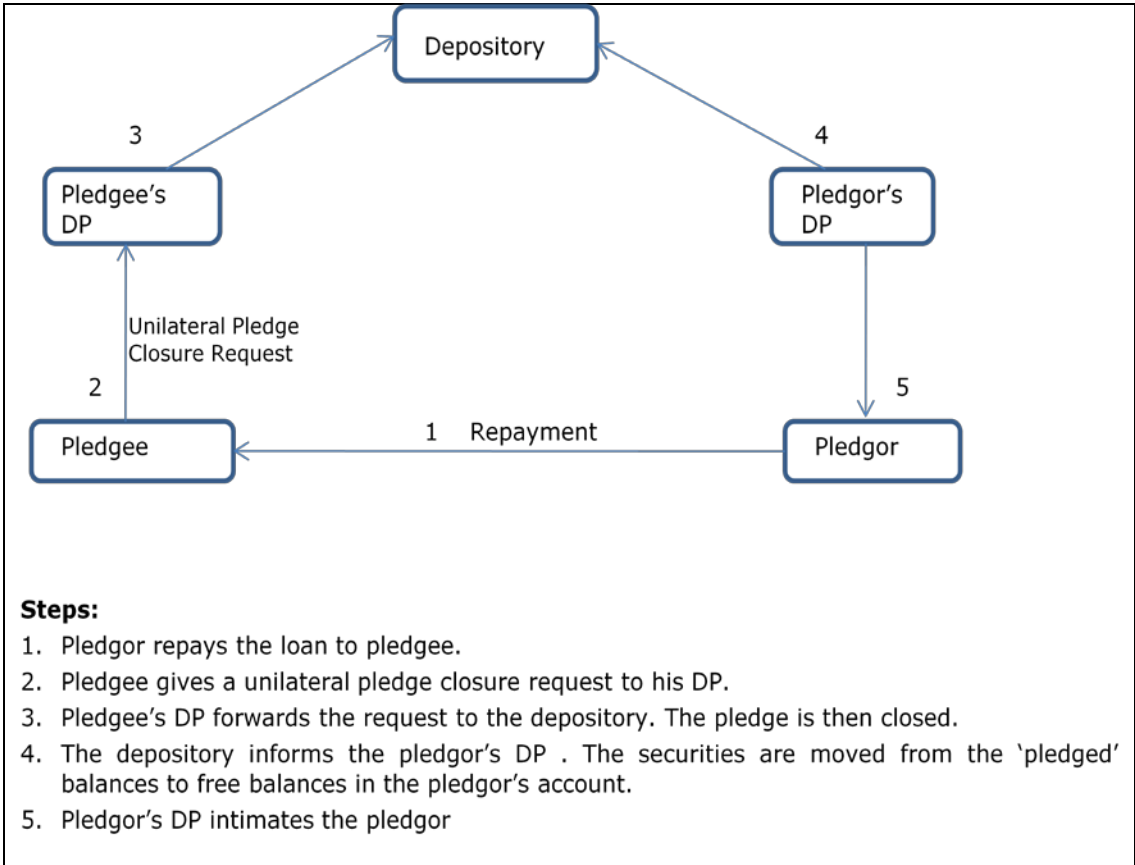 Depository
3
4
Pledgee’s
DP
Pledgor’s
DP
Unilateral Pledge
Closure Request
2
5
Pledgee
1 Repayment
Pledgor
Steps:
1. Pledgor repays the loan to pledgee.
2. Pledgee gives a unilateral pledge closure request to his DP.
3. Pledgee’s DP forwards the request to the depository. The pledge is then closed.
4. The depository informs the pledgor’s DP . The securities are moved from the ‘pledged’
balances to free balances in the pledgor’s account.
5. Pledgor’s DP intimates the pledgor